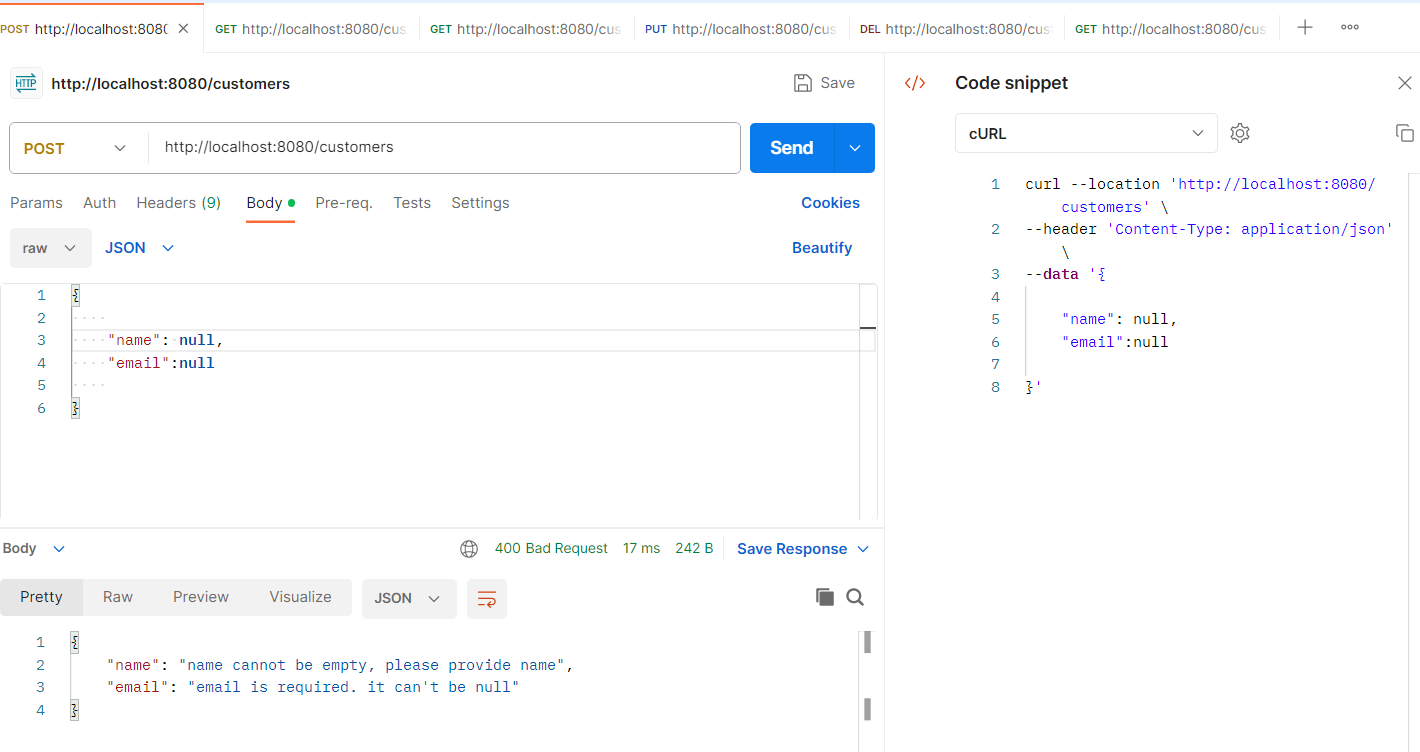 POST http://localhost:808
GET http://localhost:8080/cus
GET http://localhost:8080/cus
PUT http://localhost:8080/cus
DEL http://localhost:8080/cus
GET http://localhost:8080/cus
HTTP http://localhost:8080/customers
Save
POST http://localhost:8080/customers
Send
Params Auth Headers (9) Body Pre-req. Tests Settings Cookies
raw JSON Beautify
1 {
2
3 "name": null,
4 "email":null
5
6 }
Body 400 Bad Request 17 ms 242 B Save Response
Pretty Raw Preview Visualize JSON
1 {
2 "name": "name cannot be empty, please provide name",
3 "email": "email is required. it can't be null"
4 }
</> Code snippet
cURL
1 curl --location 'http://localhost:8080/
customers' \
2 --header 'Content-Type: application/json'
\
3 --data '{
4
5 "name": null,
6 "email":null
7
8 }'